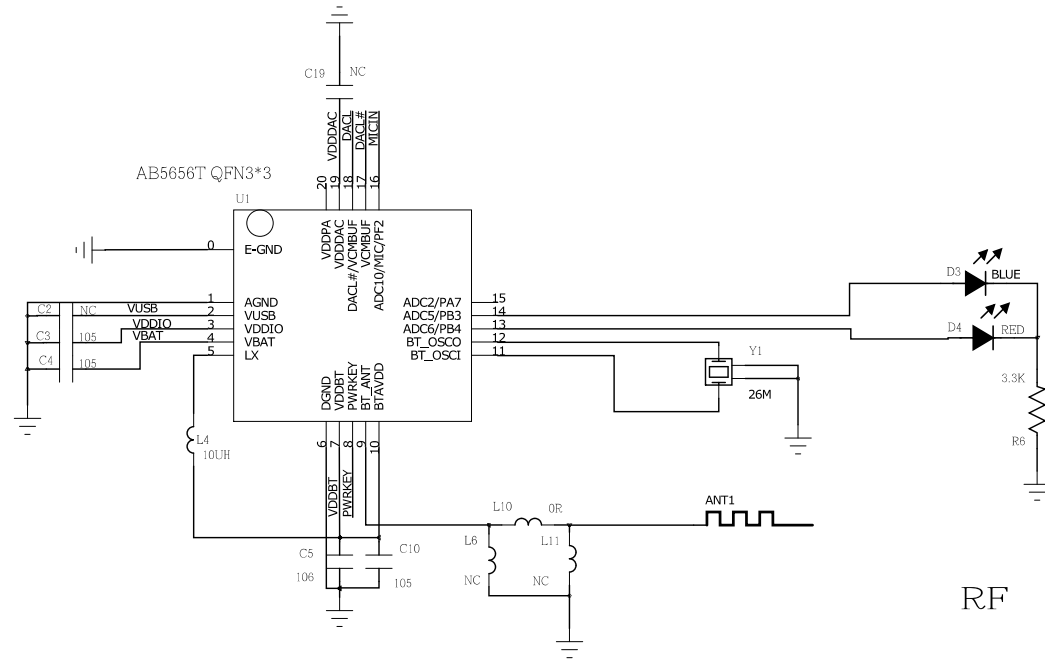 C19 NC
VDDDAC
DACL
DACL#
MICIN
AB5656T QFN3*3
20
19
18
17
16
U1
VDDPA
VDDDAC
DACL#/VCMBUF
VCMBUF
ADC10/MIC/PF2
0 E-GND
D3 BLUE
1 AGND
ADC2/PA7 15
C2 NC VUSB 2 VUSB
ADC5/PB3 14
VDDIO 3 VDDIO
ADC6/PB4 13
D4 RED
C3 105 VBAT 4 VBAT
BT_OSCO 12
5 LX
BT_OSCI 11
C4 105
Y1
26M
3.3K
R6
DGND
VDDBT
PWRKEY
BT_ANT
BTAVDD
6
7
8
9
10
L4
10UH
VDDBT
PWRKEY
L10 0R
ANT1
L6
L11
C5
C10
106
105
NC
NC
RF